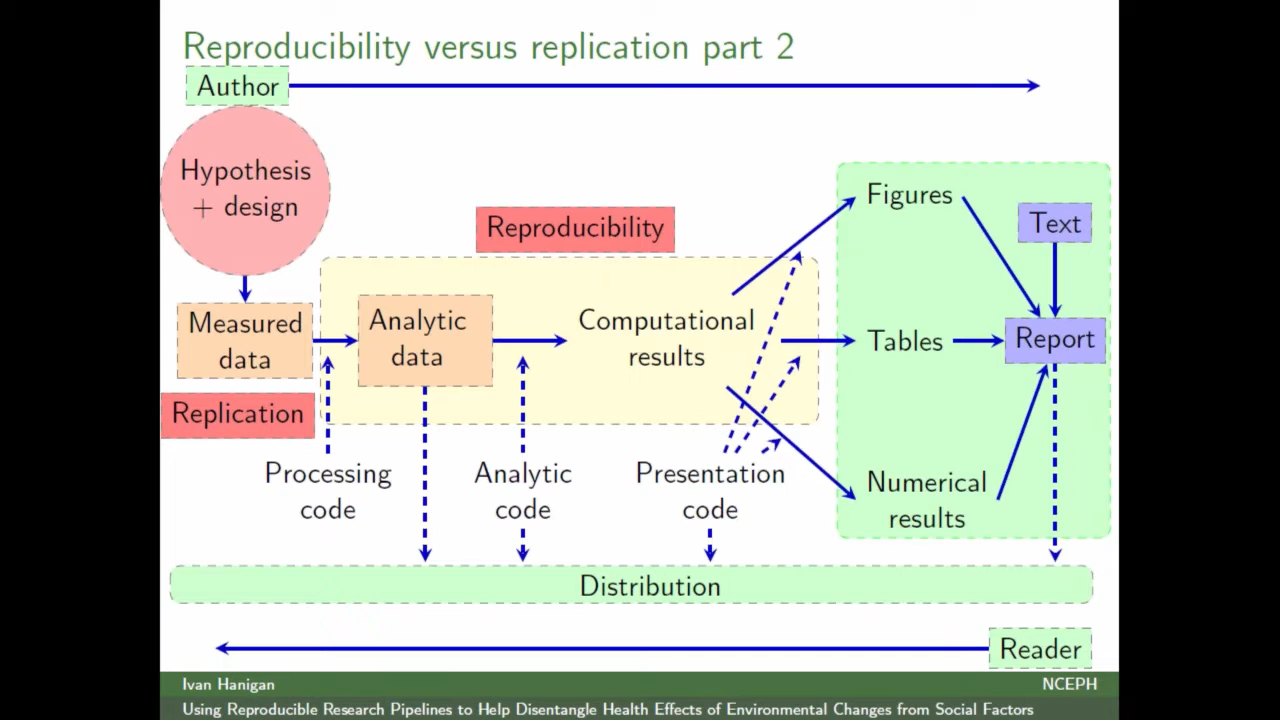 Reproducibility versus replication part 2
Author
Hypothesis
+ design
Reproducibility
Figures
Text
Measured
data
Analytic
data
Computational
results
Tables
Report
Replication
Processing
code
Analytic
code
Presentation
code
Numerical
results
Distribution
Reader
Ivan Hanigan
NCEPH
Using Reproducible Research Pipelines to Help Disentangle Health Effects of Environmental Changes from Social Factors